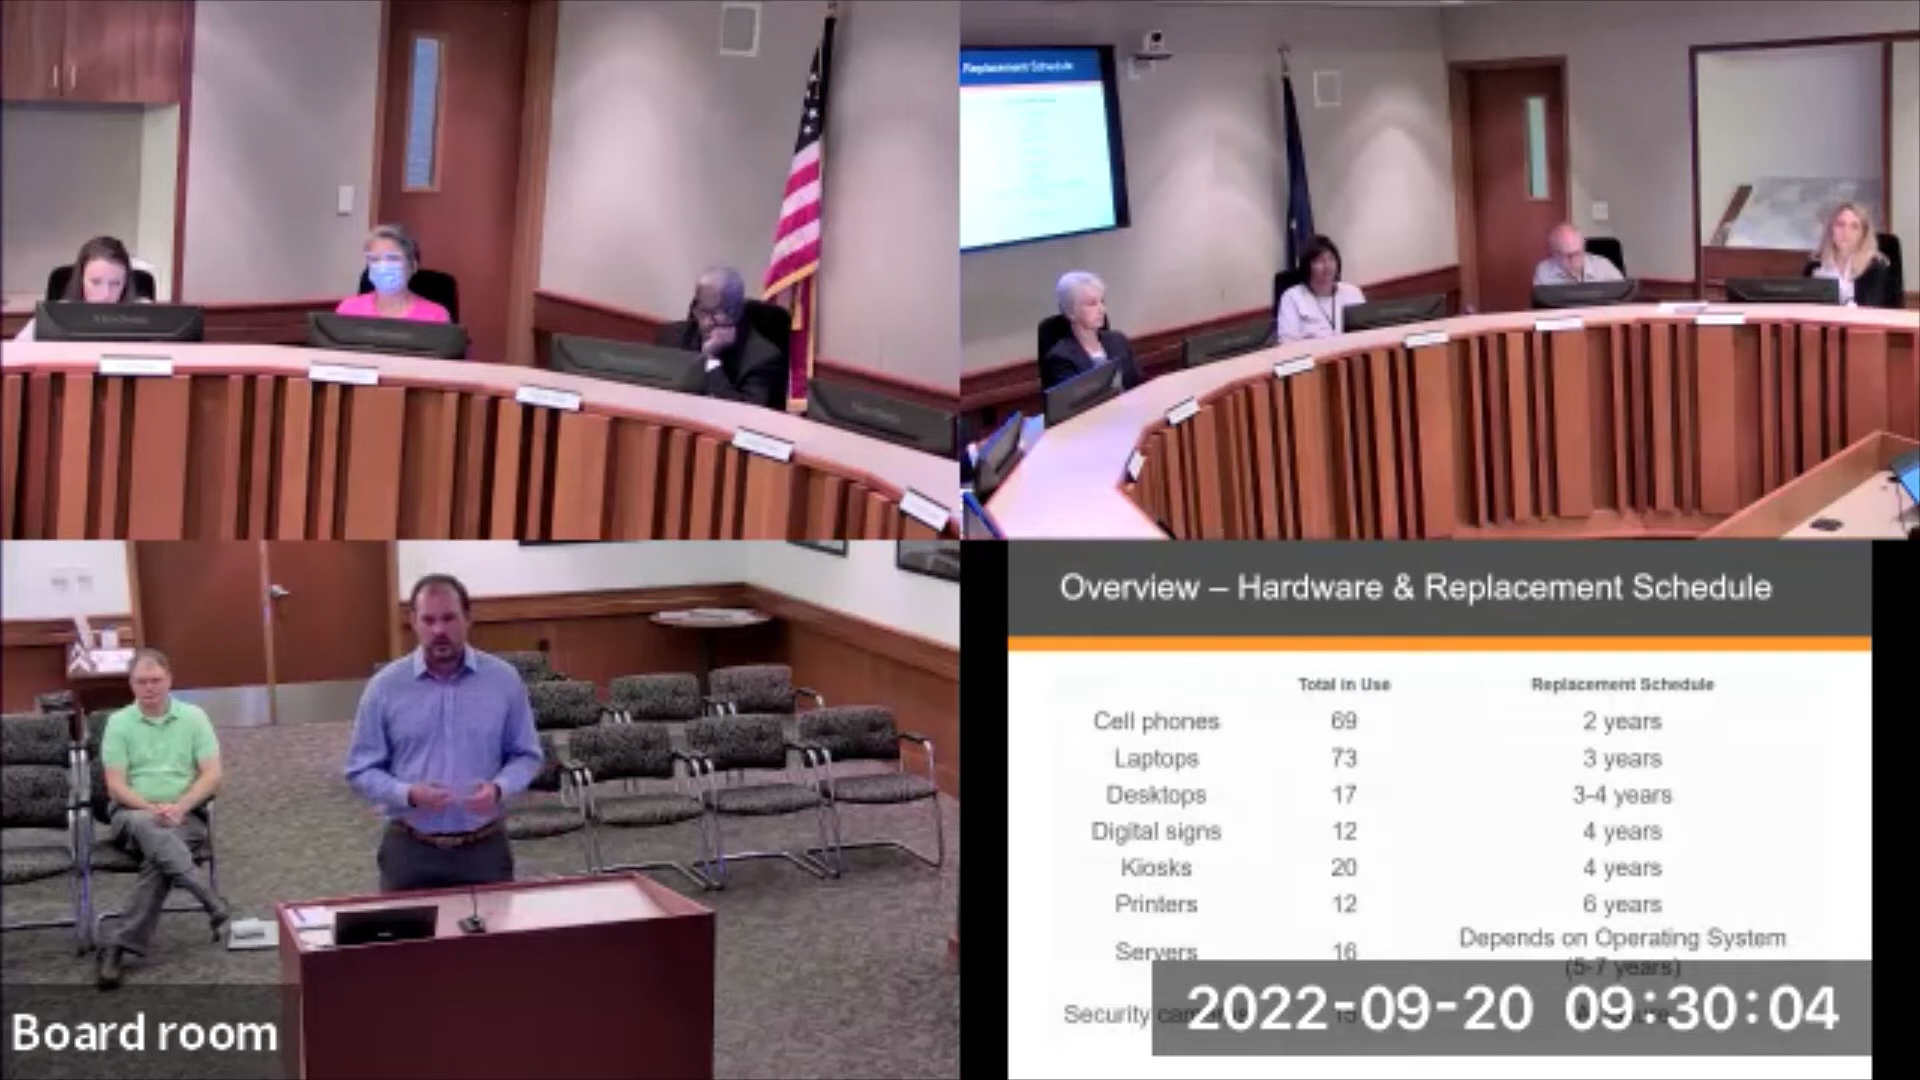 Replacement Schedule
Overview – Hardware & Replacement Schedule
Total in Use Replacement Schedule
Cell phones 69 2 years
Laptops 73 3 years
Desktops 17 3-4 years
Digital signs 12 4 years
Kiosks 20 4 years
Printers 12 6 years
Servers 16 Depends on Operating System
(5-7 years)
Security
2022-09-20 09:30:04
Board room